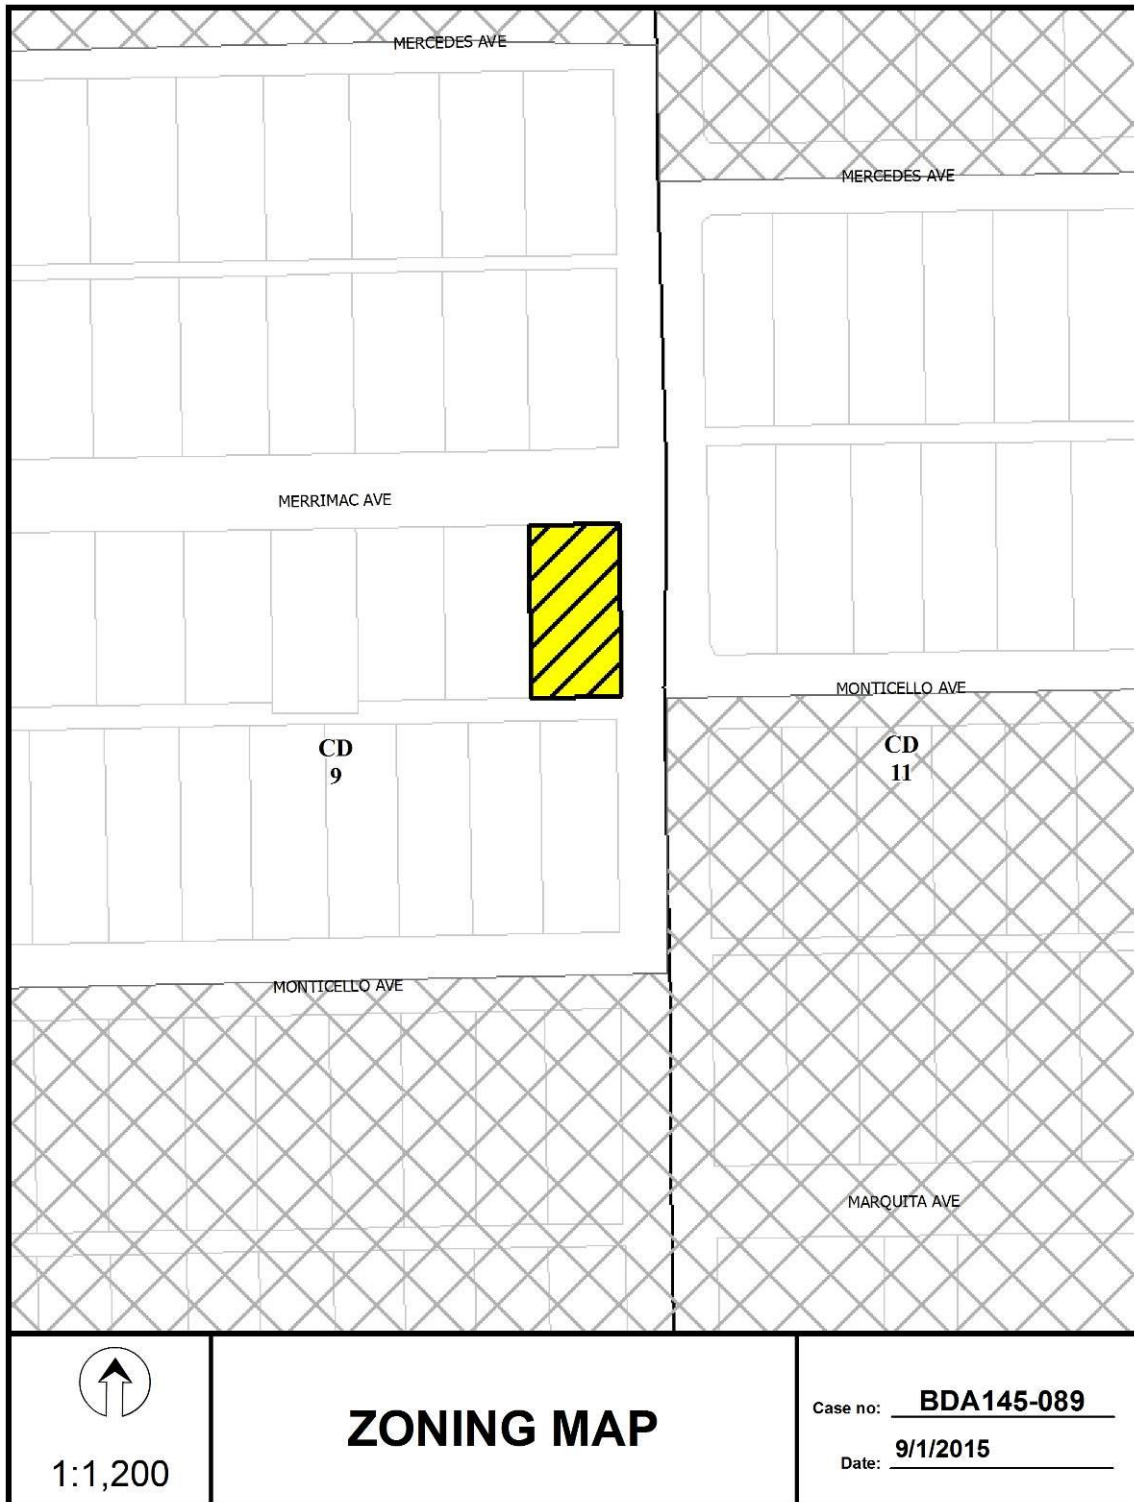 MERCEDES AVE
MERCEDES AVE
MERRIMAC AVE
MONTICELLO AVE
CD
9
CD
11
MONTICELLO AVE
MARQUITA AVE
1:1,200
ZONING MAP
Case no: BDA145-089
Date: 9/1/2015